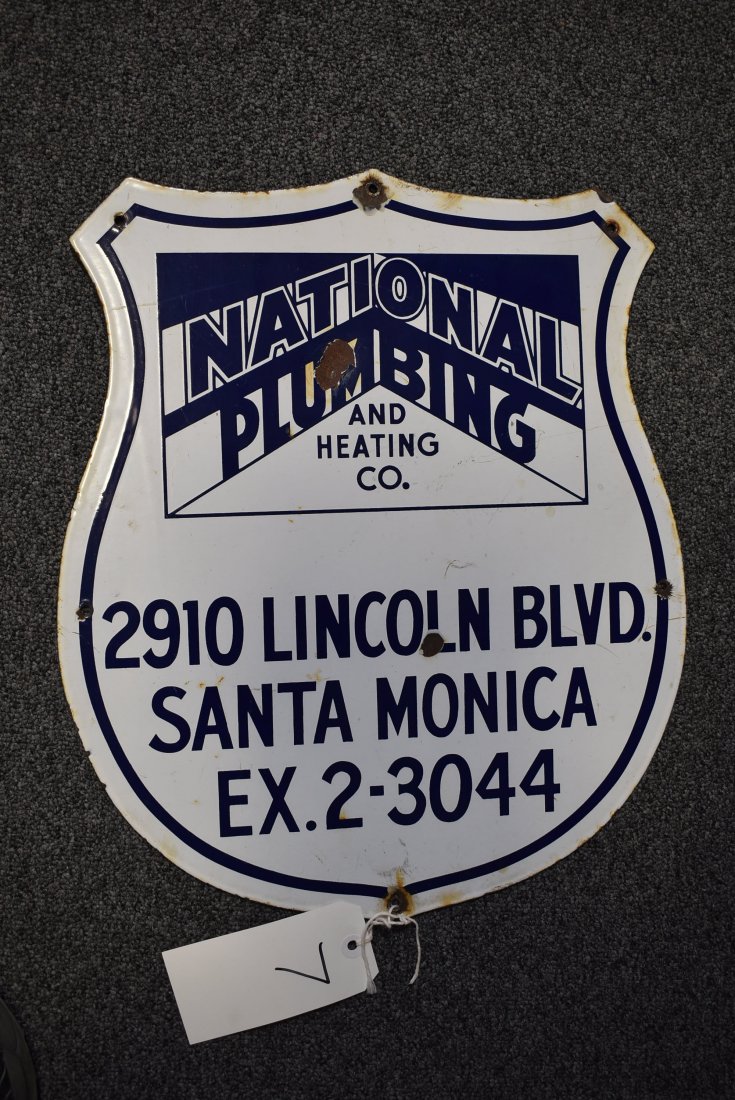 NATIONAL
PLUMBING
AND
HEATING
CO.
2910 LINCOLN BLVD.
SANTA MONICA
EX.2-3044
V